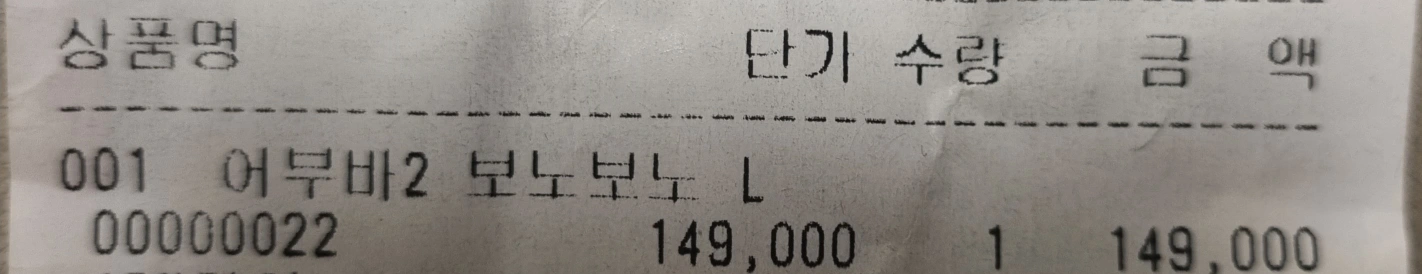 상품명 단가 수량 금 액
001 어부바2 보노보노 L
00000022 149,000 1 149,000